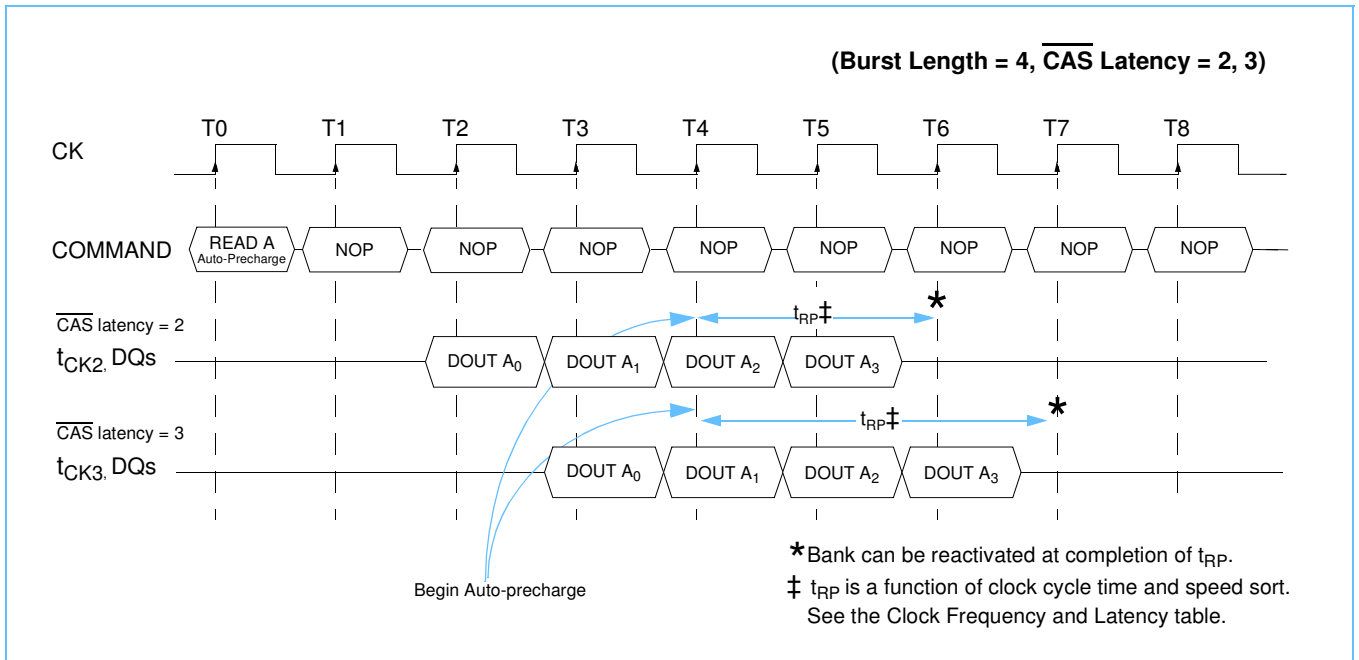 (Burst Length = 4, CAS Latency = 2, 3)
T0 T1 T2 T3 T4 T5 T6 T7 T8
CK
COMMAND
READ A
Auto-Precharge
NOP NOP NOP NOP NOP NOP NOP NOP
*
CAS latency = 2
tRP‡
tCK2, DQs
DOUT A0 DOUT A1 DOUT A2 DOUT A3
*
CAS latency = 3
tRP‡
tCK3, DQs
DOUT A0 DOUT A1 DOUT A2 DOUT A3
Begin Auto-precharge
* Bank can be reactivated at completion of tRP.
‡ tRP is a function of clock cycle time and speed sort.
See the Clock Frequency and Latency table.